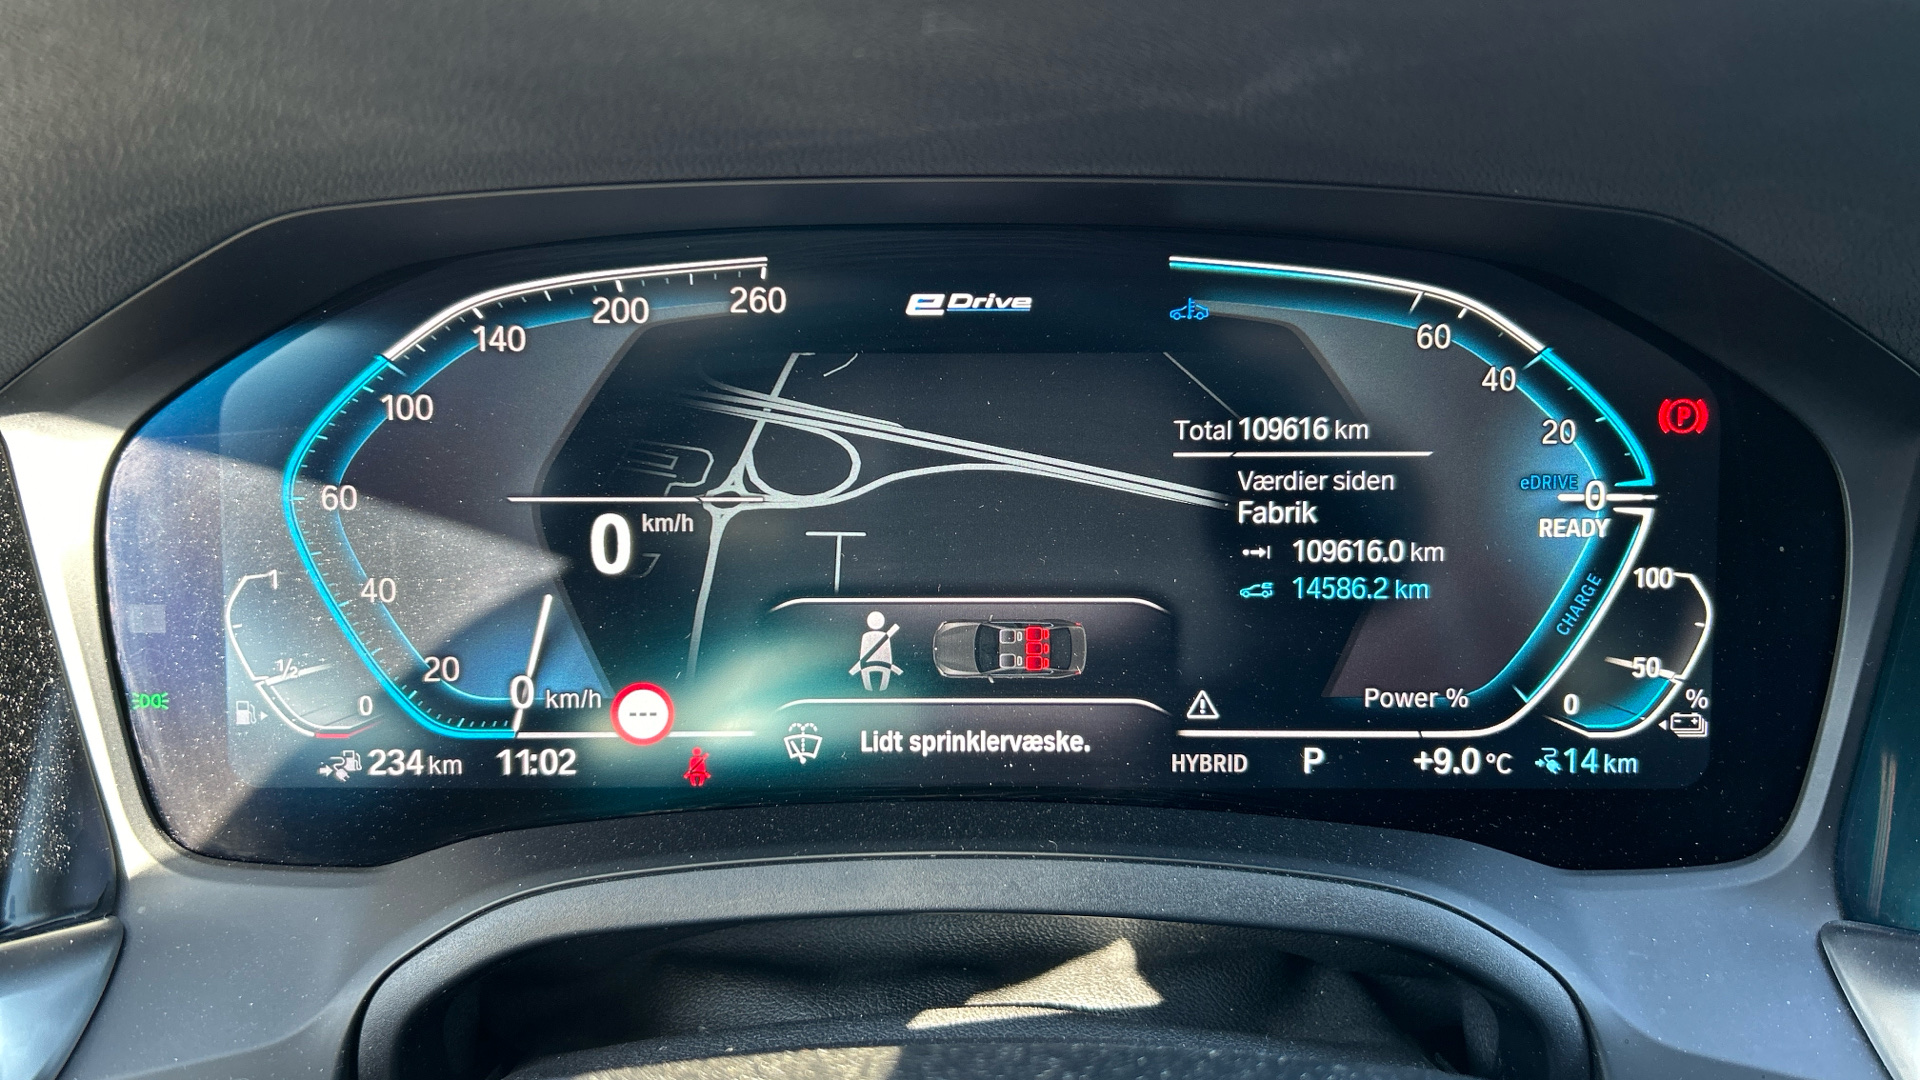 eDrive
260
200
140
100
60
40
20
0 km/h
0 km/h
60
40
20
0
eDRIVE
READY
CHARGE
Power %
Total 109616 km
Værdier siden
Fabrik
109616.0 km
14586.2 km
P
1
1/2
0
100
50
0
%
---
Lidt sprinklervæske.
234 km
11:02
HYBRID
P
+9.0 °C
14 km